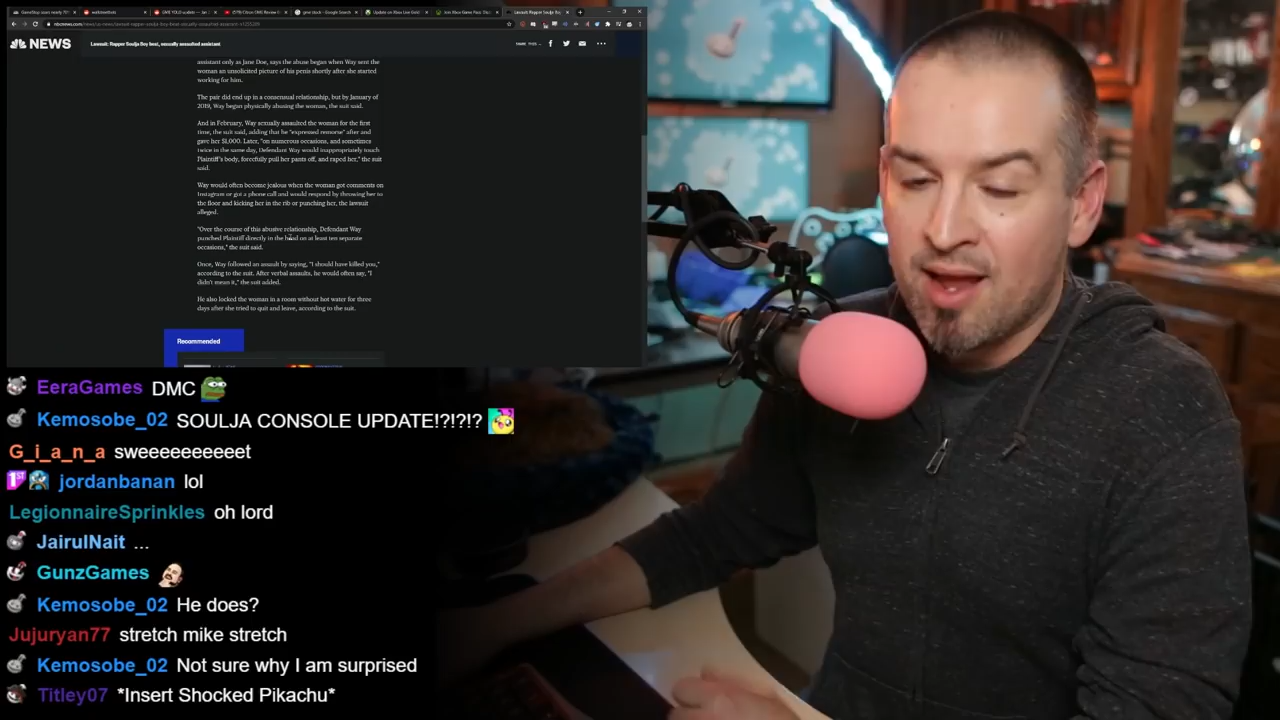 NEWS
Lawsuit: Rapper Soulja Boy beat, sexually assaulted assistant
assistant only as Jane Doe, says the abuse began when Way sent the
woman an unsolicited picture of his penis shortly after she started
working for him.
The pair did end up in a consensual relationship, but by January of
2019, Way began physically abusing the woman, the suit said.
And in February, Way sexually assaulted the woman for the first
time, the suit said, adding that he "expressed remorse" after and
gave her $1,000. Later, "on numerous occasions, and sometimes
twice in the same day, Defendant Way would inappropriately touch
Plaintiff's body, forcefully pull her pants off, and raped her," the suit
said.
Way would often become jealous when the woman got comments on
Instagram or got a phone call and would respond by throwing her to
the floor and kicking her in the rib or punching her, the lawsuit
alleged.
"Over the course of this abusive relationship, Defendant Way
punched Plaintiff directly in the head on at least ten separate
occasions," the suit said.
Once, Way followed an assault by saying, "I should have killed you,"
according to the suit. After verbal assaults, he would often say, "I
didn't mean it," the suit added.
He also locked the woman in a room without hot water for three
days after she tried to quit and leave, according to the suit.
Recommended
EeraGames DMC
Kemosobe_02 SOULJA CONSOLE UPDATE!?!?!?
G_i_a_n_a sweeeeeeeeeet
1ST jordanbanan lol
LegionnaireSprinkles oh lord
JairulNait ...
GunzGames
Kemosobe_02 He does?
Jujuryan77 stretch mike stretch
Kemosobe_02 Not sure why I am surprised
Titley07 *Insert Shocked Pikachu*